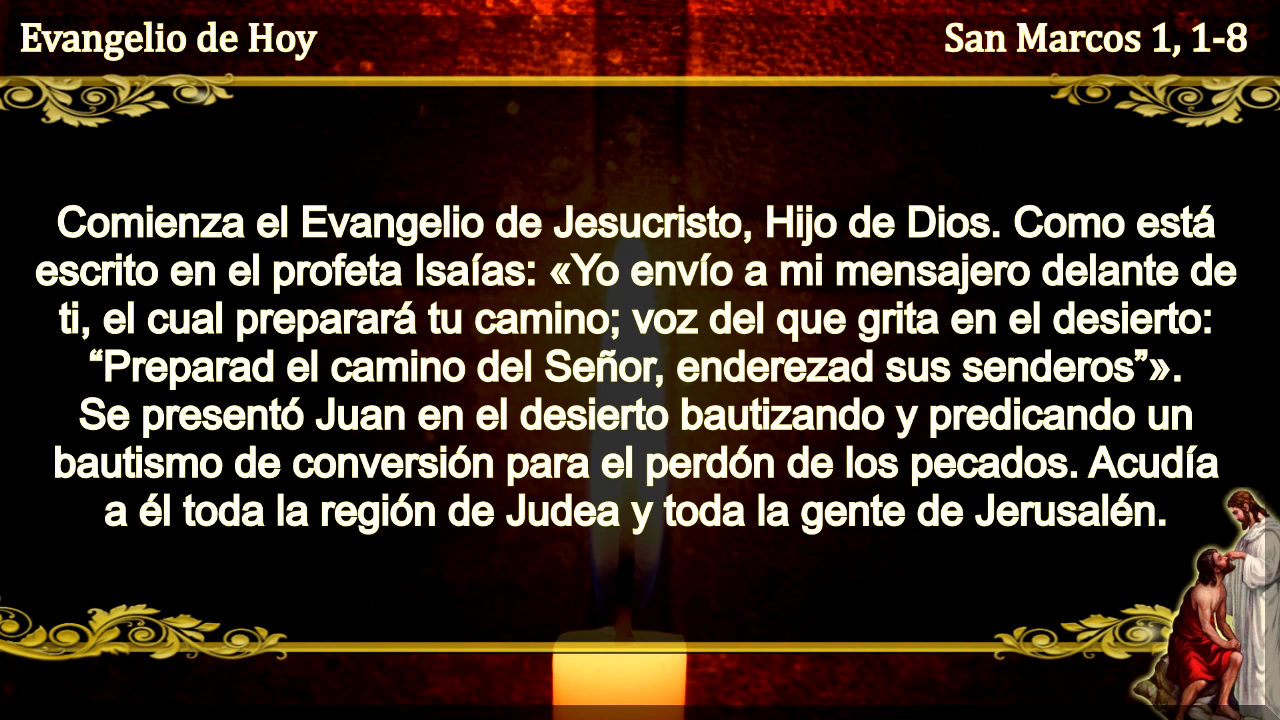 Evangelio de Hoy
San Marcos 1, 1-8
Comienza el Evangelio de Jesucristo, Hijo de Dios. Como está
escrito en el profeta Isaías: «Yo envío a mi mensajero delante de
ti, el cual preparará tu camino; voz del que grita en el desierto:
“Preparad el camino del Señor, enderezad sus senderos”».
Se presentó Juan en el desierto bautizando y predicando un
bautismo de conversión para el perdón de los pecados. Acudía
a él toda la región de Judea y toda la gente de Jerusalén.